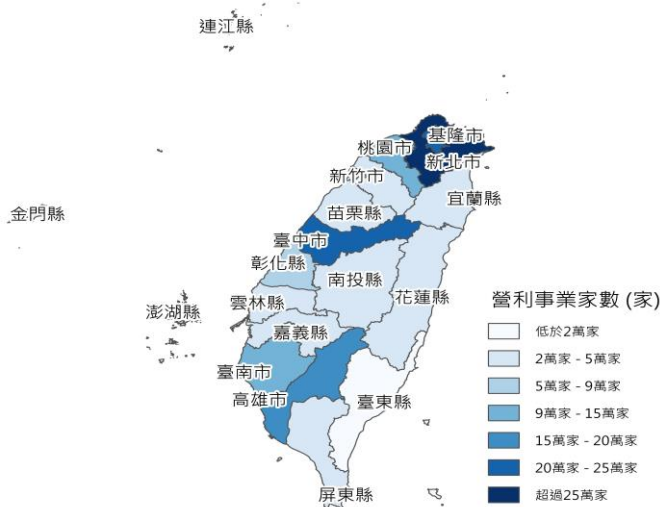 連江縣
基隆市
桃園市
新北市
新竹市
宜蘭縣
苗栗縣
金門縣
臺中市
彰化縣
南投縣
花蓮縣
雲林縣
澎湖縣
嘉義縣
臺南市
高雄市
臺東縣
屏東縣
營利事業家數 (家)
低於2萬家
2萬家 - 5萬家
5萬家 - 9萬家
9萬家 - 15萬家
15萬家 - 20萬家
20萬家 - 25萬家
超過25萬家